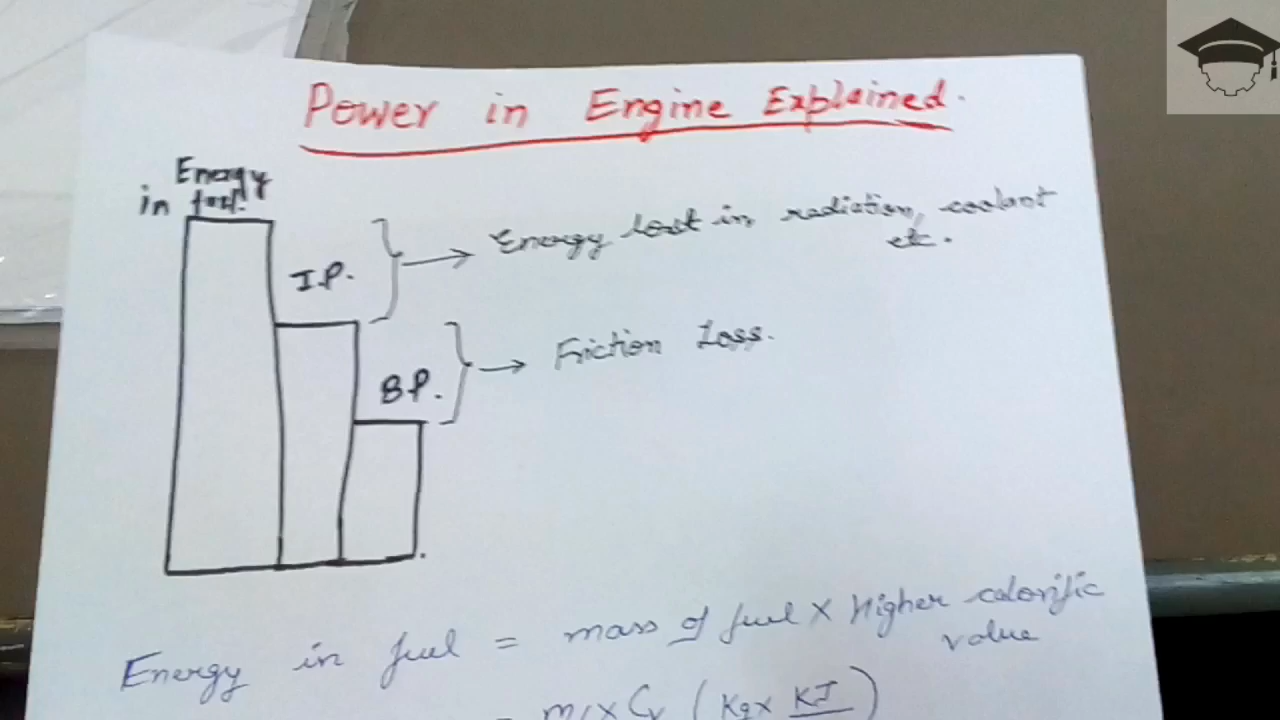 Power in Engine Explained.
Energy
in fuel.
I.P.
Energy lost in radiation, coolant
etc.
B.P.
Friction Loss.
Energy in fuel = mass of fuel X Higher calorific
value
= mf X Cv (Kg x KJ)